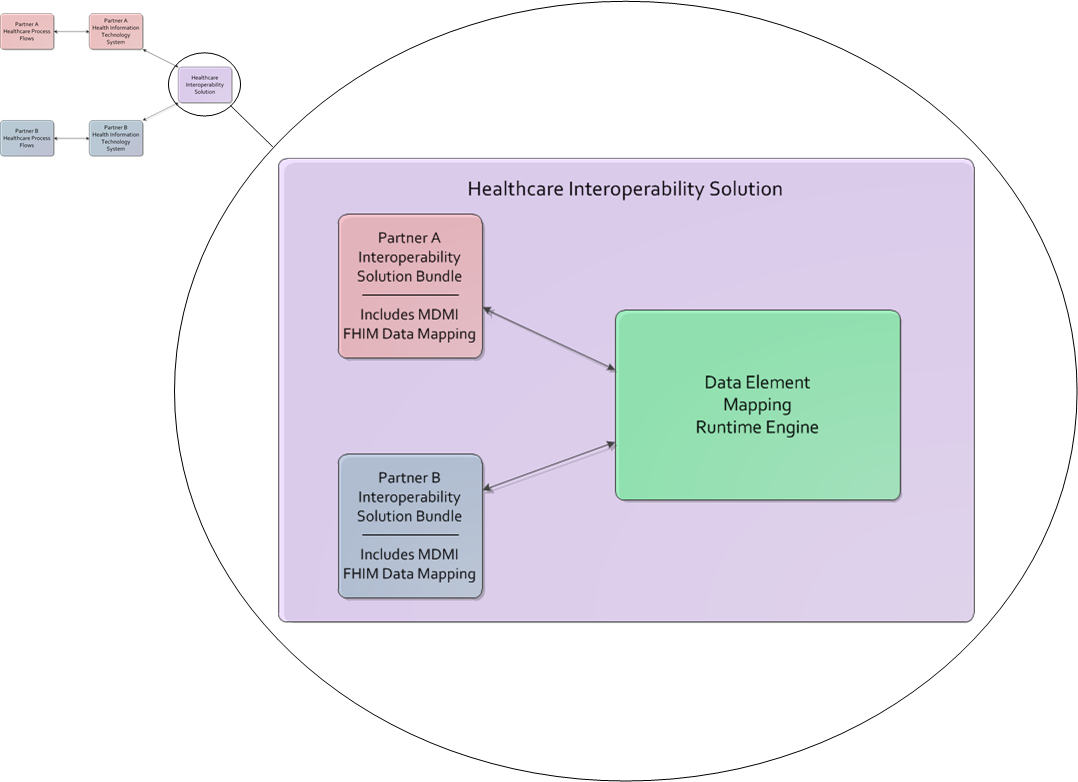 Partner A
Healthcare Process
Flows
Partner A
Health Information
Technology
System
Healthcare
Interoperability
Solution
Partner B
Healthcare Process
Flows
Partner B
Health Information
Technology
System
Healthcare Interoperability Solution
Partner A
Interoperability
Solution Bundle
Includes MDMI
FHIM Data Mapping
Data Element
Mapping
Runtime Engine
Partner B
Interoperability
Solution Bundle
Includes MDMI
FHIM Data Mapping